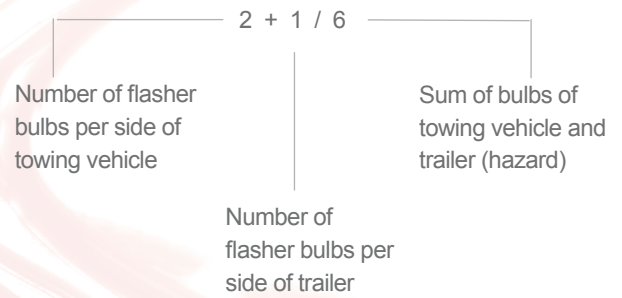 2 + 1 / 6
Number of flasher
bulbs per side of
towing vehicle
Sum of bulbs of
towing vehicle and
trailer (hazard)
Number of
flasher bulbs per
side of trailer